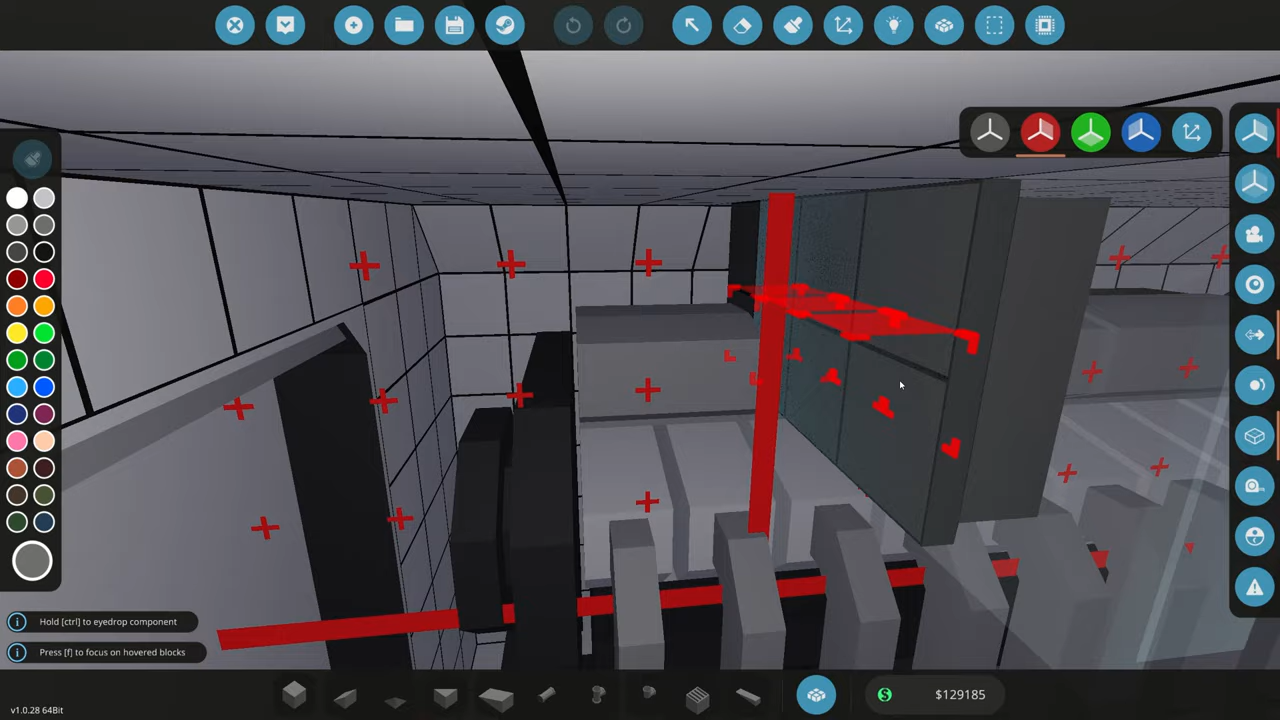 Hold [ctrl] to eyedrop component
Press [f] to focus on hovered blocks
$129185
v1.0.28 64Bit